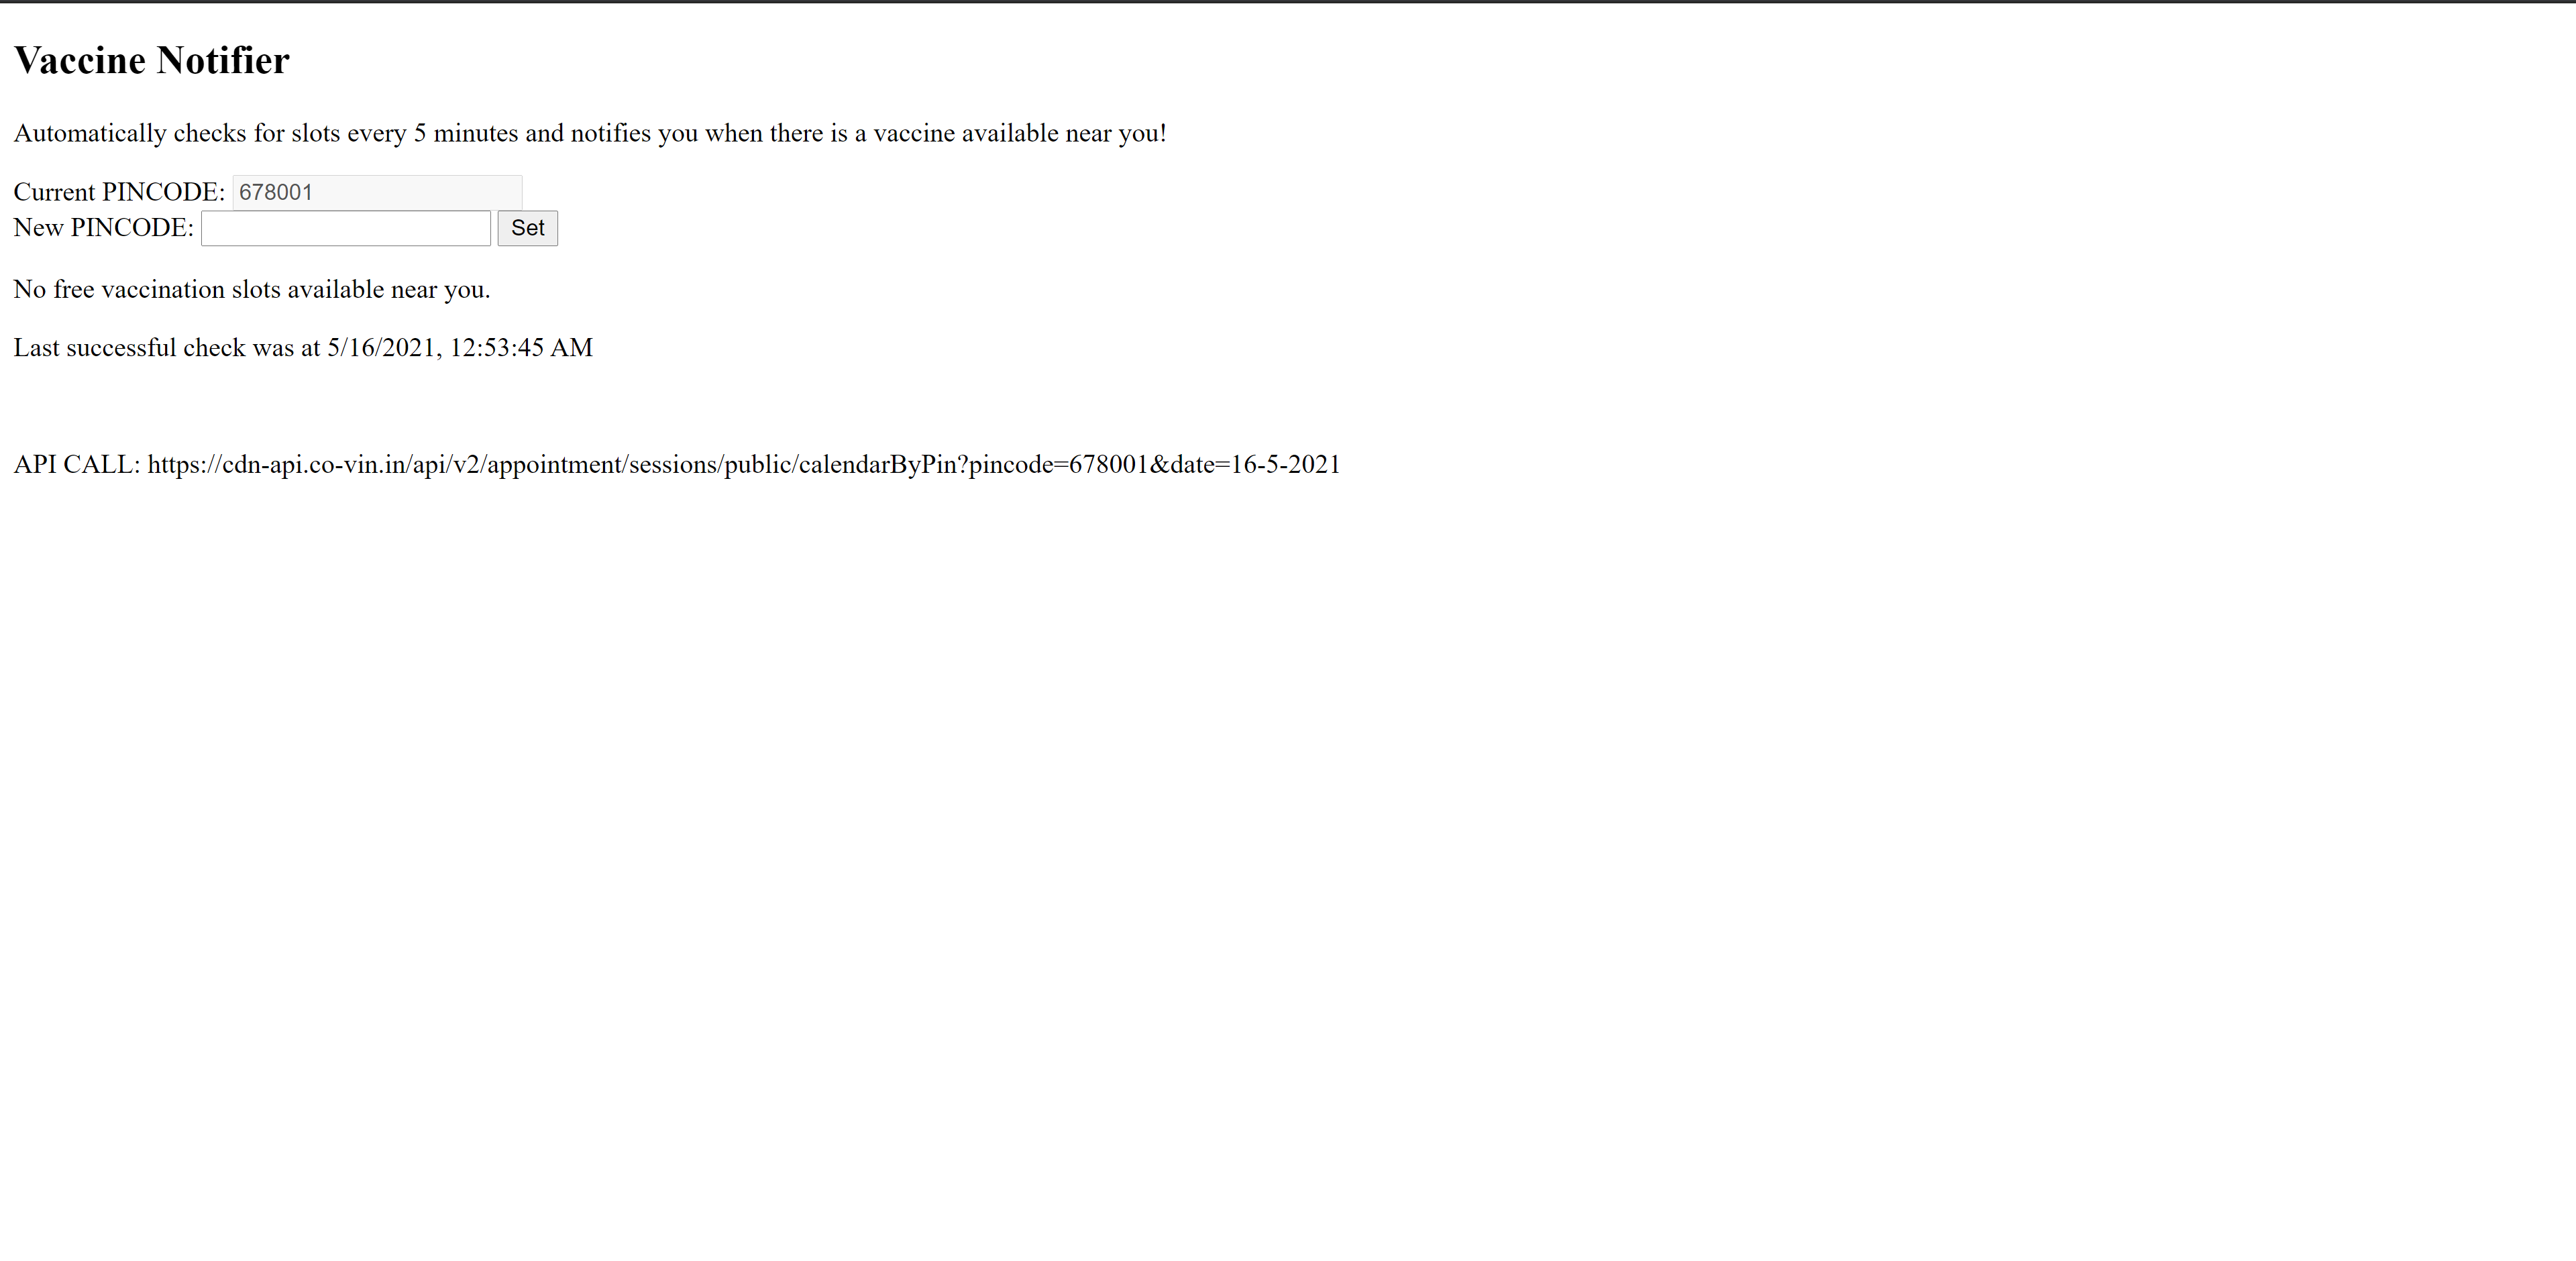 Vaccine Notifier
Automatically checks for slots every 5 minutes and notifies you when there is a vaccine available near you!
Current PINCODE: 678001
New PINCODE: Set
No free vaccination slots available near you.
Last successful check was at 5/16/2021, 12:53:45 AM
API CALL: https://cdn-api.co-vin.in/api/v2/appointment/sessions/public/calendarByPin?pincode=678001&date=16-5-2021